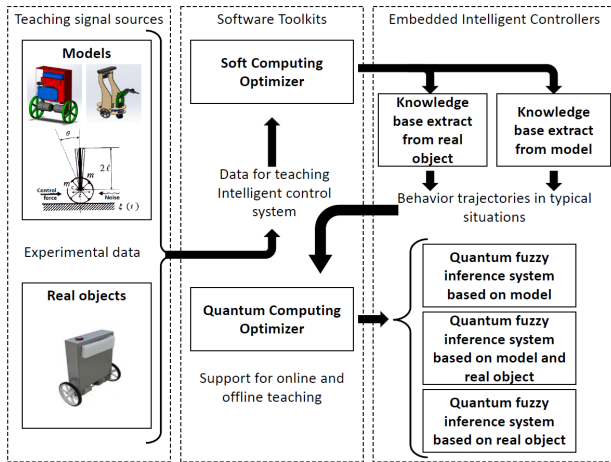 Teaching signal sources
Models
θ
m
m
2ℓ
Control
force
Noise
ξ (t)
Experimental data
Real objects
Software Toolkits
Soft Computing
Optimizer
Data for teaching
Intelligent control
system
Quantum Computing
Optimizer
Support for online and
offline teaching
Embedded Intelligent Controllers
Knowledge
base extract
from real
object
Knowledge
base extract
from model
Behavior trajectories in typical
situations
Quantum fuzzy
inference system
based on model
Quantum fuzzy
inference system
based on model and
real object
Quantum fuzzy
inference system
based on real object